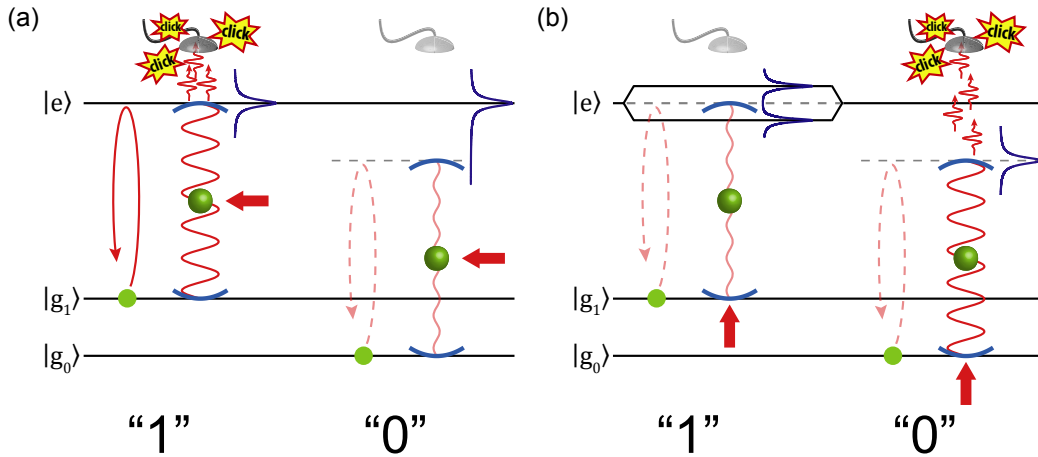 (a)
click click click
|e⟩
|g₁⟩
|g₀⟩
“1” “0”
(b)
click click click
|e⟩
|g₁⟩
|g₀⟩
“1” “0”